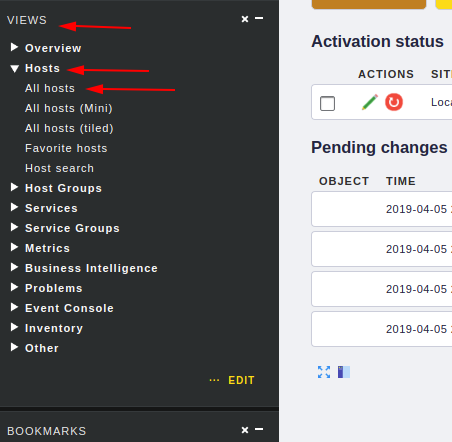 VIEWS
Overview
Hosts
All hosts
All hosts (Mini)
All hosts (tiled)
Favorite hosts
Host search
Host Groups
Services
Service Groups
Metrics
Business Intelligence
Problems
Event Console
Inventory
Other
... EDIT
BOOKMARKS
Activation status
ACTIONS SIT
Loca
Pending changes
OBJECT TIME
2019-04-05
2019-04-05
2019-04-05
2019-04-05